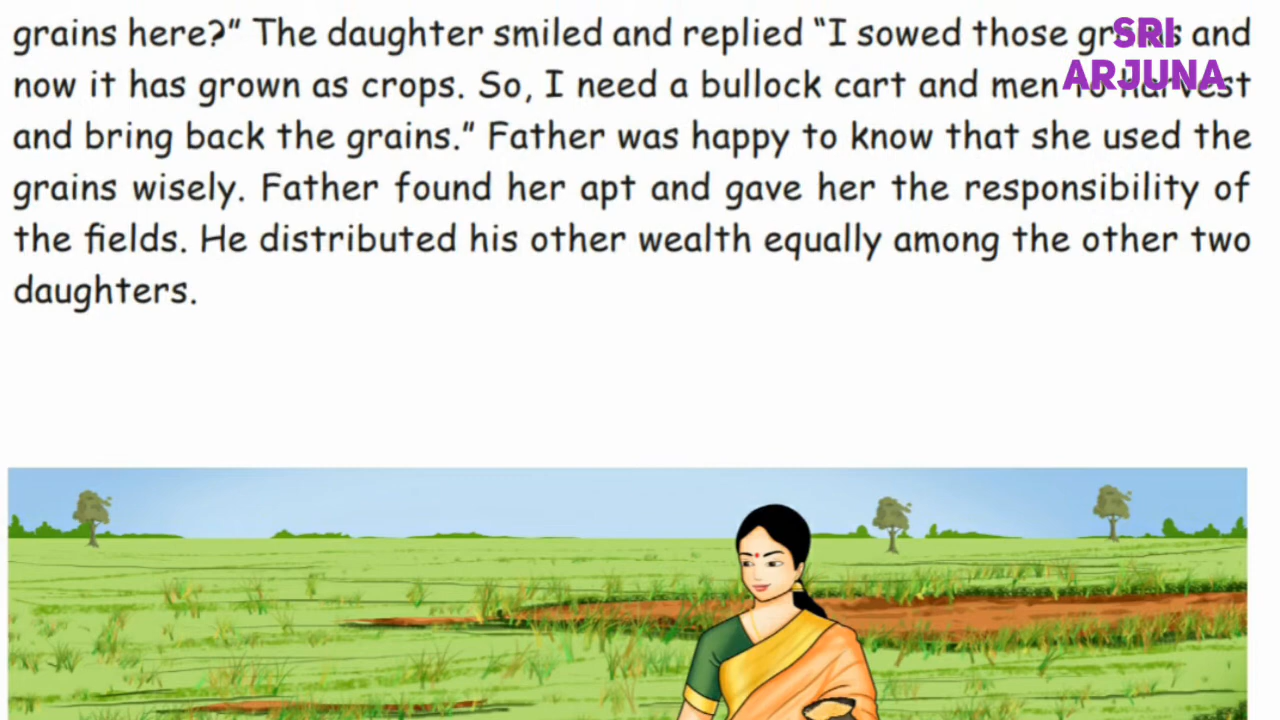 grains here?” The daughter smiled and replied “I sowed those grains and
now it has grown as crops. So, I need a bullock cart and men to harvest
and bring back the grains.” Father was happy to know that she used the
grains wisely. Father found her apt and gave her the responsibility of
the fields. He distributed his other wealth equally among the other two
daughters.
SRI
ARJUNA